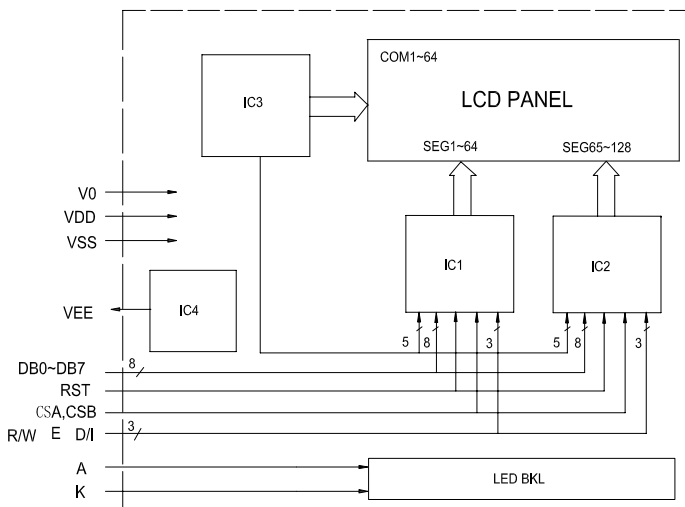 COM1~64
IC3
LCD PANEL
SEG1~64
SEG65~128
V0
VDD
VSS
IC1
IC2
VEE
IC4
5
8
3
5
8
3
DB0~DB7
8
RST
CSA,CSB
R/W E D/I
3
A
LED BKL
K